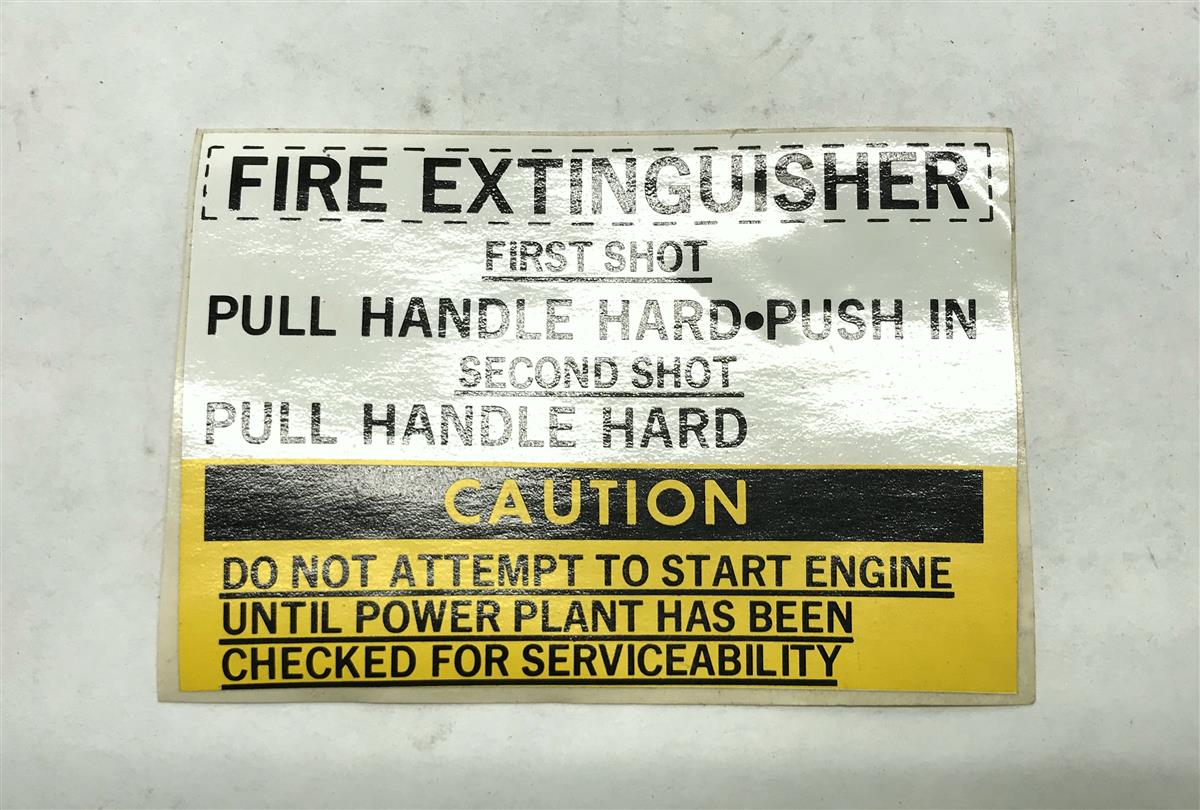 FIRE EXTINGUISHER
FIRST SHOT
PULL HANDLE HARD•PUSH IN
SECOND SHOT
PULL HANDLE HARD
CAUTION
DO NOT ATTEMPT TO START ENGINE
UNTIL POWER PLANT HAS BEEN
CHECKED FOR SERVICEABILITY